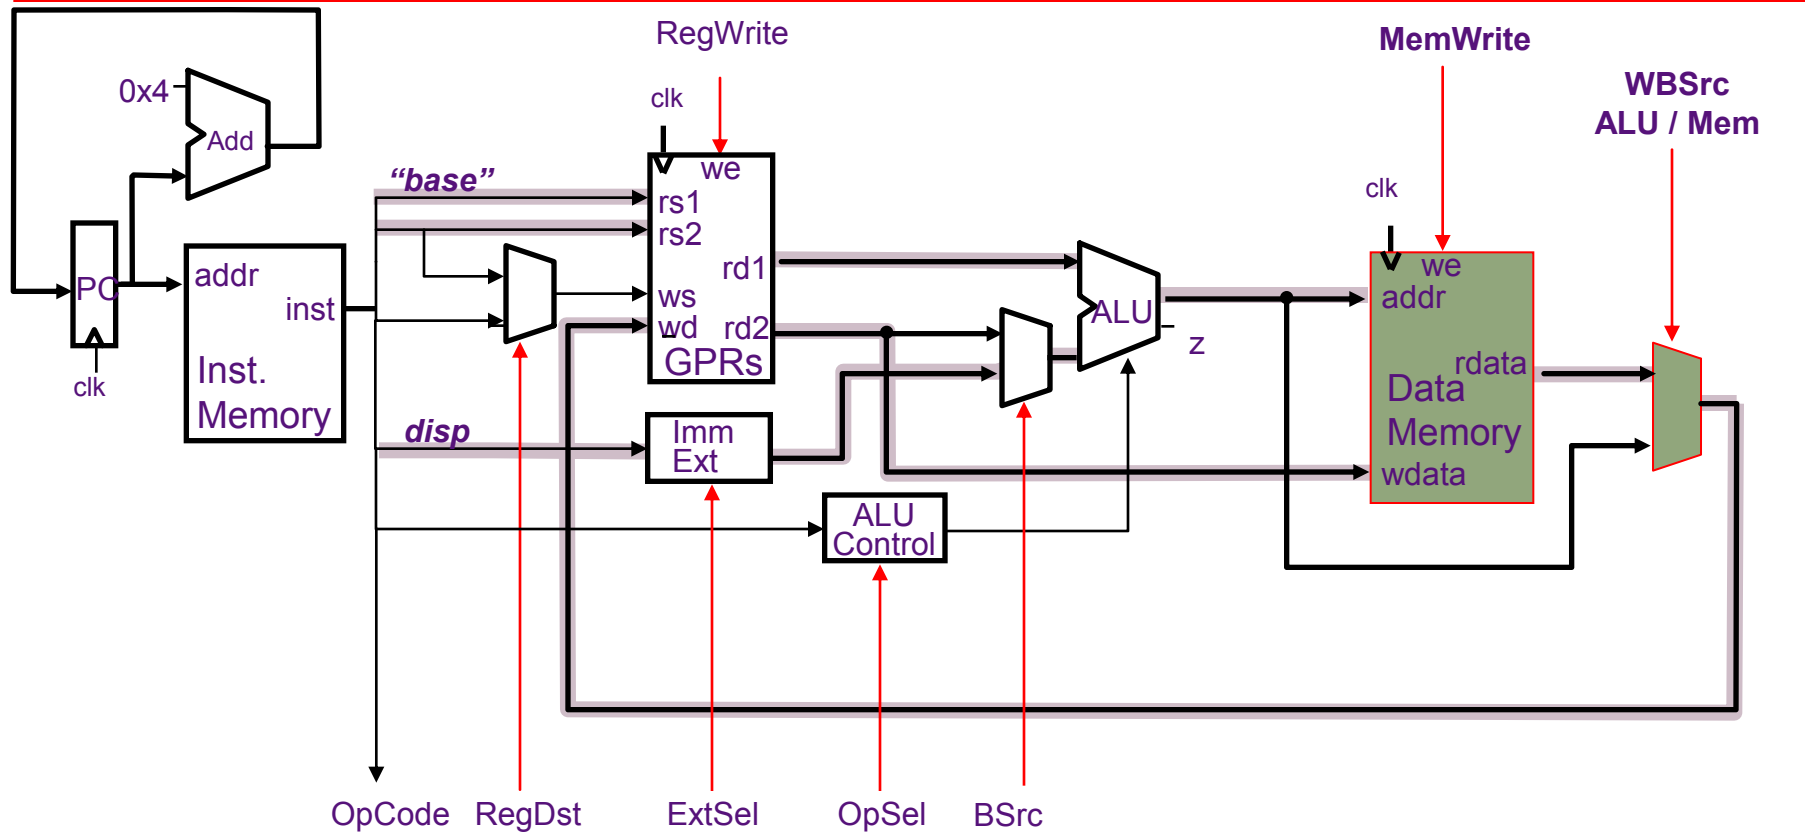 RegWrite
MemWrite
WBSrc
ALU / Mem
0x4
Add
clk
“base”
we
rs1
rs2
rd1
ws
wd
rd2
GPRs
clk
we
addr
rdata
Data
Memory
wdata
PC
clk
addr
inst
Inst.
Memory
ALU
z
disp
Imm
Ext
ALU
Control
OpCode
RegDst
ExtSel
OpSel
BSrc